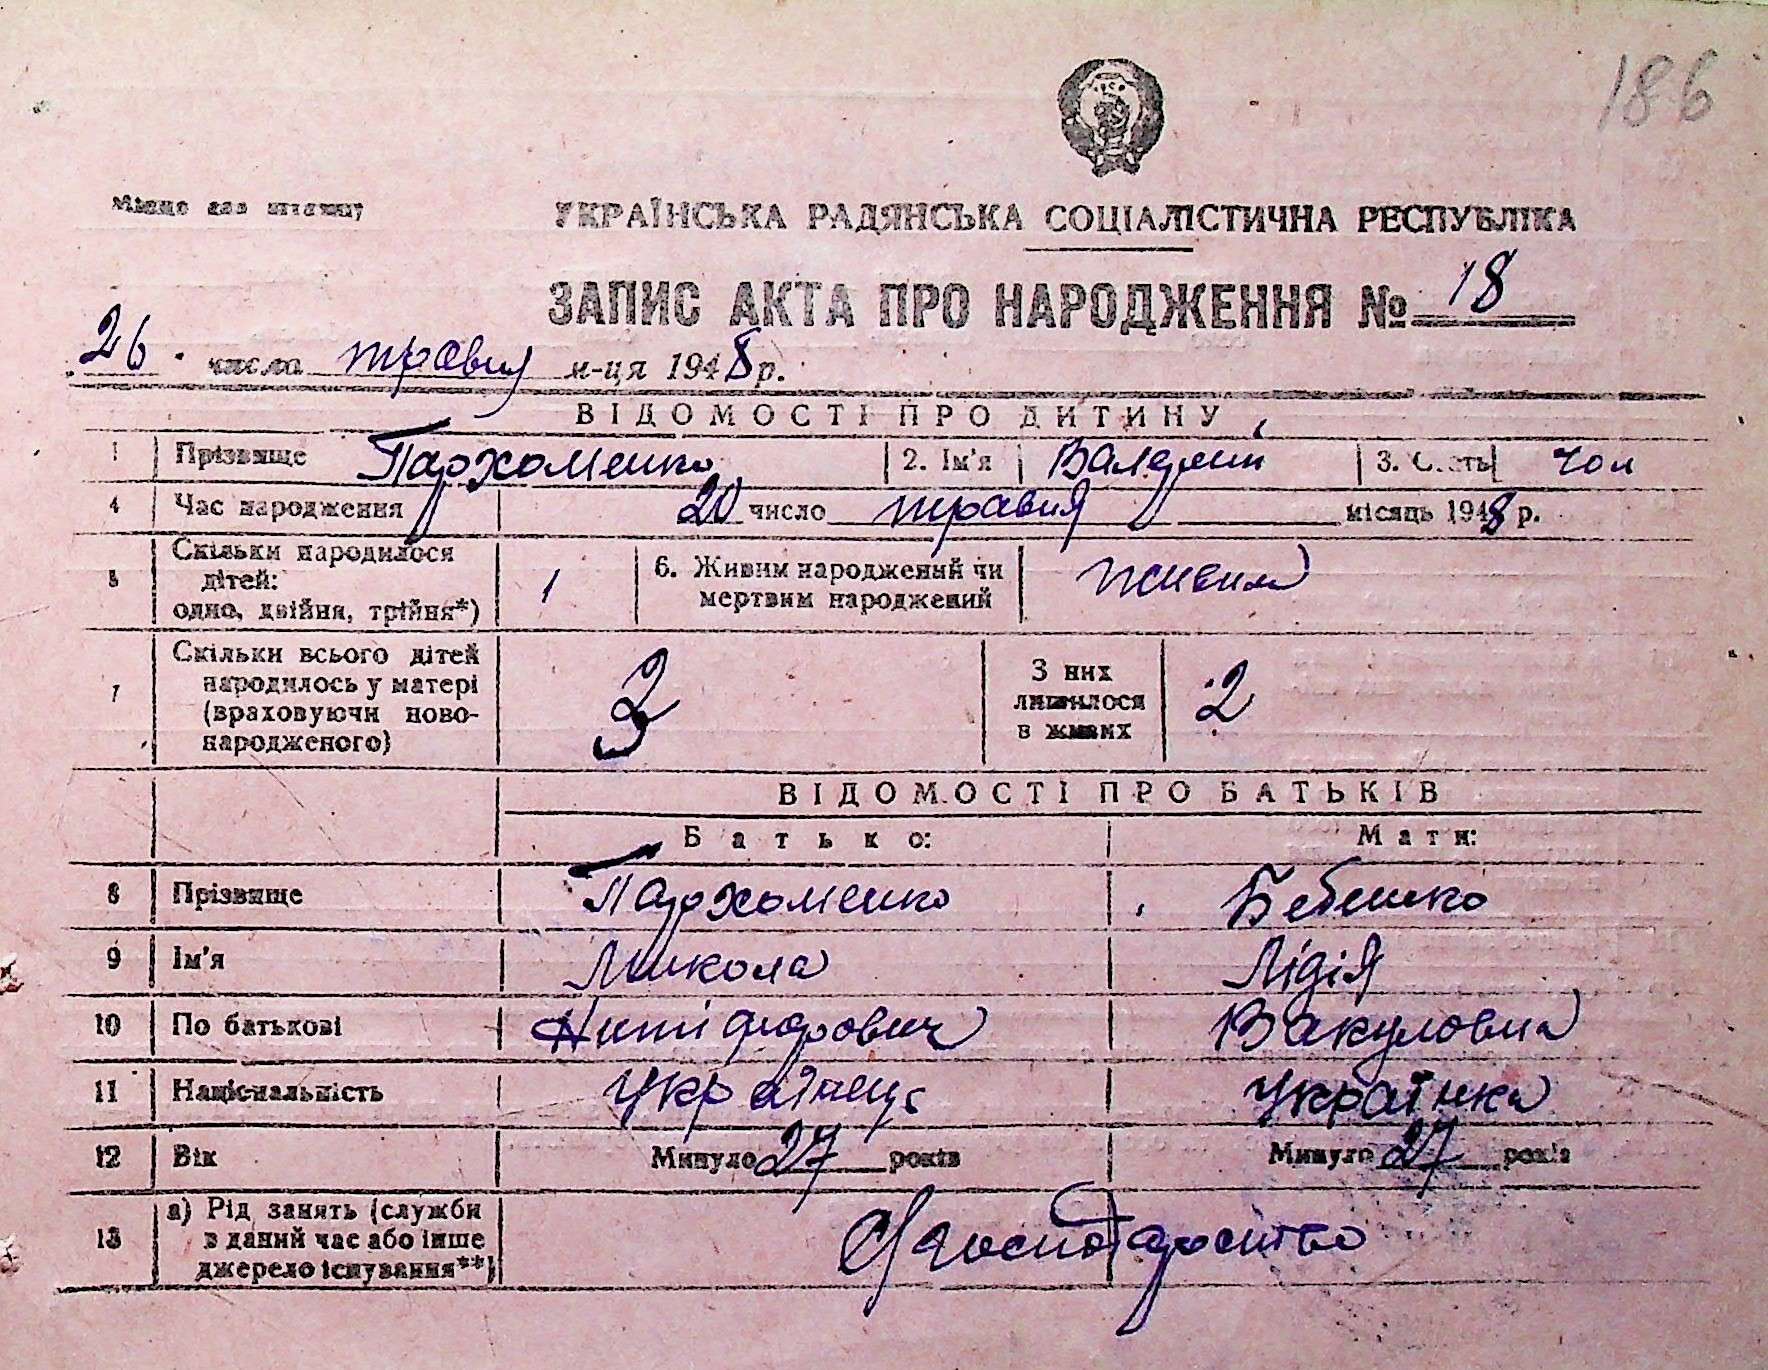 186
Місце для штампу
УКРАЇНСЬКА РАДЯНСЬКА СОЦІАЛІСТИЧНА РЕСПУБЛІКА
ЗАПИС АКТА ПРО НАРОДЖЕННЯ № 18
26 числа травня м-ця 1948 р.
ВІДОМОСТІ ПРО ДИТИНУ
1 Прізвище Пархоменко 2. Ім'я Валерій 3. Стать чол
4 Час народження 20 число травня місяць 1948 р.
5 Скільки народилося
дітей:
одно, двійня, трійня*) 1 6. Живим народжений чи
мертвим народжений живим
7 Скільки всього дітей
народилось у матері
(враховуючи ново-
народженого) 3 З них
лишилося
в живих 2
ВІДОМОСТІ ПРО БАТЬКІВ
Батько: Мати:
8 Прізвище Пархоменко Бебешко
9 Ім'я Микола Лідія
10 По батькові Никіфорович Вакуловна
11 Національність Українець Українка
12 Вік Минуло 27 років Минуло 27 років
13 а) Рід занять (служби
в даний час або інше
джерело існування**)